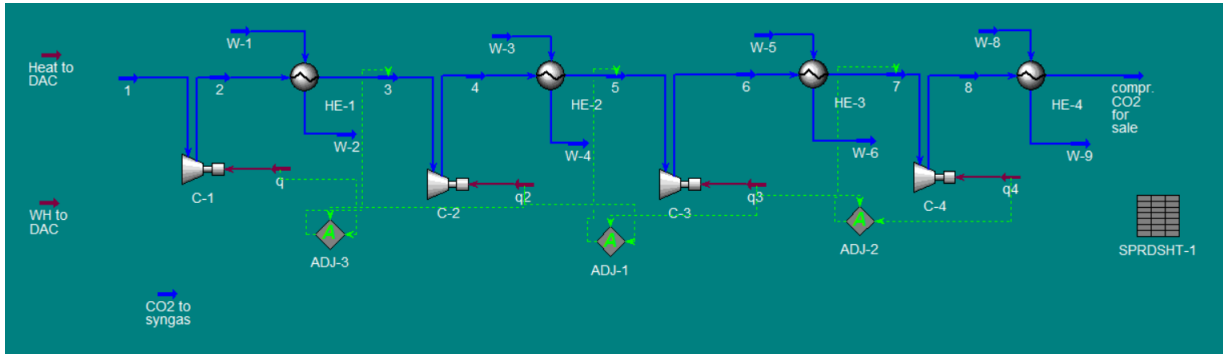 W-1
W-3
W-5
W-8
Heat to
DAC
1
2
3
4
5
6
7
8
HE-1
HE-2
HE-3
HE-4
compr.
CO2
for
sale
W-2
W-4
W-6
W-9
q
q2
q3
q4
C-1
C-2
C-3
C-4
WH to
DAC
A
A
A
ADJ-3
ADJ-1
ADJ-2
SPRDSHT-1
CO2 to
syngas